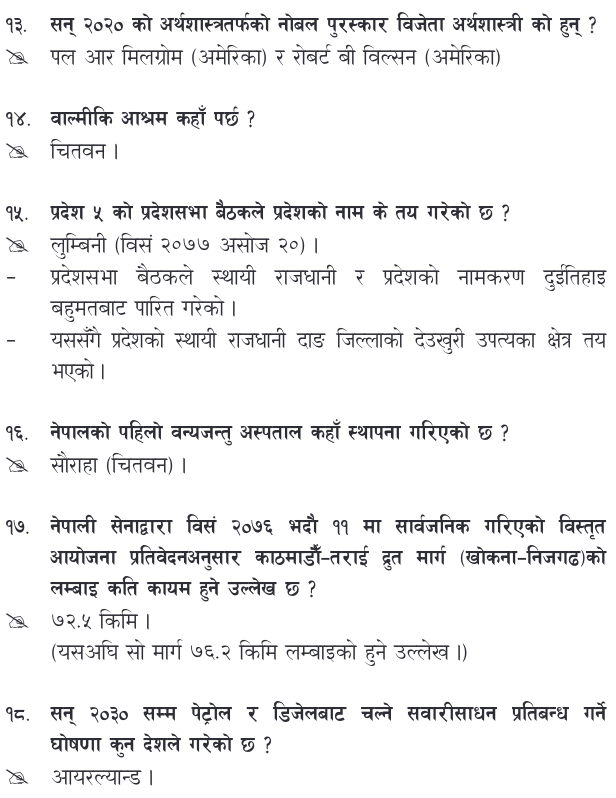 १३. सन् २०२० को अर्थशास्त्रतर्फको नोबल पुरस्कार विजेता अर्थशास्त्री को हुन् ?
पल आर मिलग्रोम (अमेरिका) र रोबर्ट बी विल्सन (अमेरिका)
१४. वाल्मीकि आश्रम कहाँ पर्छ ?
चितवन ।
१५. प्रदेश ५ को प्रदेशसभा बैठकले प्रदेशको नाम के तय गरेको छ ?
लुम्बिनी (विसं २०७७ असोज २०) ।
- प्रदेशसभा बैठकले स्थायी राजधानी र प्रदेशको नामकरण दुईतिहाइ
बहुमतबाट पारित गरेको ।
- यससँगै प्रदेशको स्थायी राजधानी दाङ जिल्लाको देउखुरी उपत्यका क्षेत्र तय
भएको ।
१६. नेपालको पहिलो वन्यजन्तु अस्पताल कहाँ स्थापना गरिएको छ ?
सौराहा (चितवन) ।
१७. नेपाली सेनाद्वारा विसं २०७६ भदौ ११ मा सार्वजनिक गरिएको विस्तृत
आयोजना प्रतिवेदनअनुसार काठमाडौँ-तराई द्रुत मार्ग (खोकना-निजगढ)को
लम्बाइ कति कायम हुने उल्लेख छ ?
७२.५ किमि ।
(यसअघि सो मार्ग ७६.२ किमि लम्बाइको हुने उल्लेख ।)
१८. सन् २०३० सम्म पेट्रोल र डिजेलबाट चल्ने सवारीसाधन प्रतिबन्ध गर्ने
घोषणा कुन देशले गरेको छ ?
आयरल्यान्ड ।